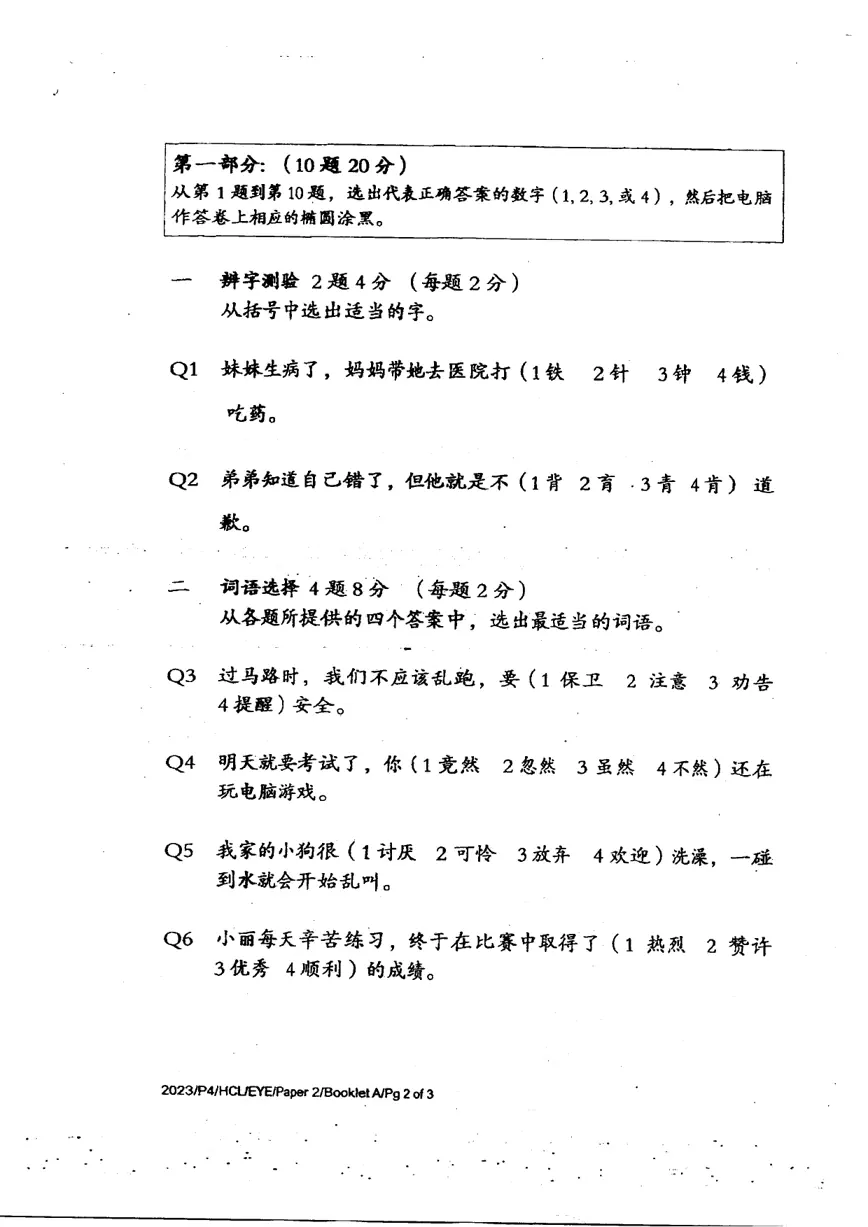 第一部分: (10 题 20 分)
从第 1 题到第 10 题, 选出代表正确答案的数字 (1, 2, 3, 或 4) , 然后把电脑
作答卷上相应的椭圆涂黑。
一 辨字测验 2 题 4 分 (每题 2 分)
从括号中选出适当的字。
Q1 妹妹生病了, 妈妈带她去医院打 (1 铁 2 针 3 钟 4 钱)
吃药。
Q2 弟弟知道自己错了, 但他就是不 (1 背 2 育 3 青 4 肯) 道
歉。
二 词语选择 4 题 8 分 (每题 2 分)
从各题所提供的四个答案中, 选出最适当的词语。
Q3 过马路时, 我们不应该乱跑, 要 (1 保卫 2 注意 3 劝告
4 提醒) 安全。
Q4 明天就要考试了, 你 (1 竟然 2 忽然 3 虽然 4 不然) 还在
玩电脑游戏。
Q5 我家的小狗很 (1 讨厌 2 可怜 3 放弃 4 欢迎) 洗澡, 一碰
到水就会开始乱叫。
Q6 小丽每天辛苦练习, 终于在比赛中取得了 (1 热烈 2 赞许
3 优秀 4 顺利) 的成绩。
2023/P4/HCL/EYE/Paper 2/Booklet A/Pg 2 of 3